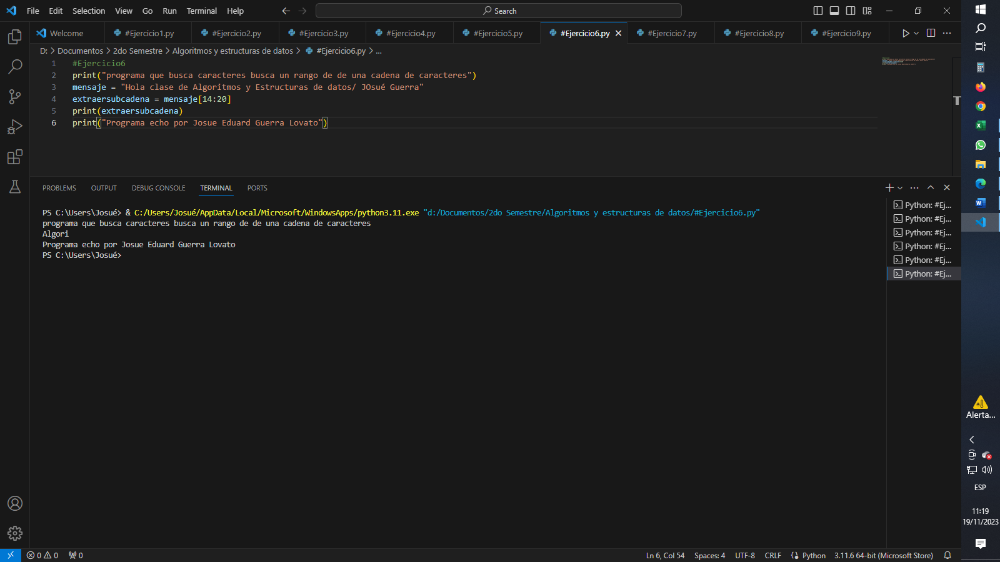 File Edit Selection View Go Run Terminal Help Search
Welcome #Ejercicio1.py #Ejercicio2.py #Ejercicio3.py #Ejercicio4.py #Ejercicio5.py #Ejercicio6.py #Ejercicio7.py #Ejercicio8.py #Ejercicio9.py
D: > Documentos > 2do Semestre > Algoritmos y estructuras de datos > #Ejercicio6.py > ...
1 #Ejercicio6
2 print("programa que busca caracteres busca un rango de de una cadena de caracteres")
3 mensaje = "Hola clase de Algoritmos y Estructuras de datos/ JOsué Guerra"
4 extraersubcadena = mensaje[14:20]
5 print(extraersubcadena)
6 print("Programa echo por Josue Eduard Guerra Lovato")
PROBLEMS OUTPUT DEBUG CONSOLE TERMINAL PORTS
PS C:\Users\Josué> & C:/Users/Josué/AppData/Local/Microsoft/WindowsApps/python3.11.exe "d:/Documentos/2do Semestre/Algoritmos y estructuras de datos/#Ejercicio6.py"
programa que busca caracteres busca un rango de de una cadena de caracteres
Algori
Programa echo por Josue Eduard Guerra Lovato
PS C:\Users\Josué>
Python: #Ej...
Python: #Ej...
Python: #Ej...
Python: #Ej...
Python: #Ej...
Python: #Ej...
Alerta...
ESP
11:19
19/11/2023
0 0 0 Ln 6, Col 54 Spaces: 4 UTF-8 CRLF Python 3.11.6 64-bit (Microsoft Store)